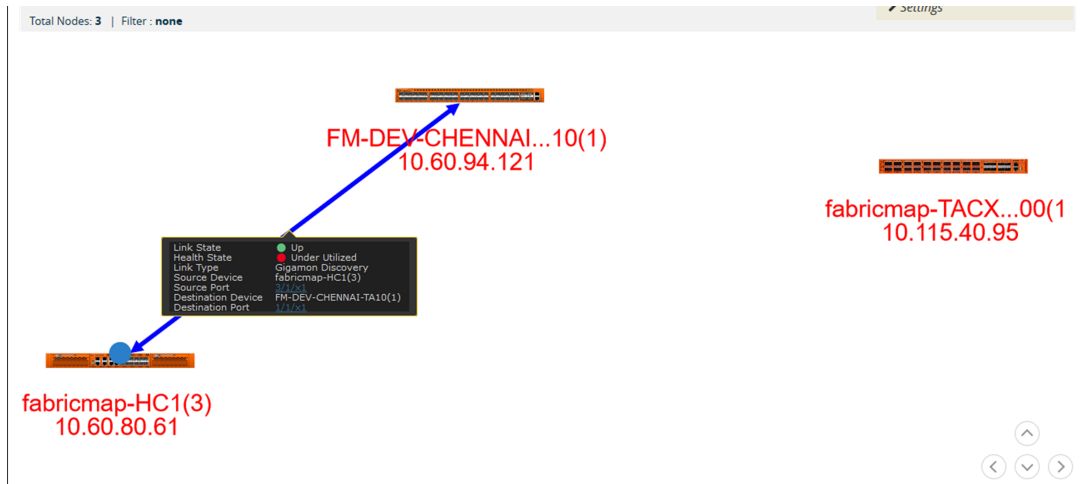 Total Nodes: 3 | Filter : none
Settings
FM-DEV-CHENNAI...10(1)
10.60.94.121
fabricmap-TACX...00(1
10.115.40.95
Link State Up
Health State Under Utilized
Link Type Gigamon Discovery
Source Device fabricmap-HC1(3)
Source Port 3/1/x1
Destination Device FM-DEV-CHENNAI-TA10(1)
Destination Port 1/1/x1
fabricmap-HC1(3)
10.60.80.61